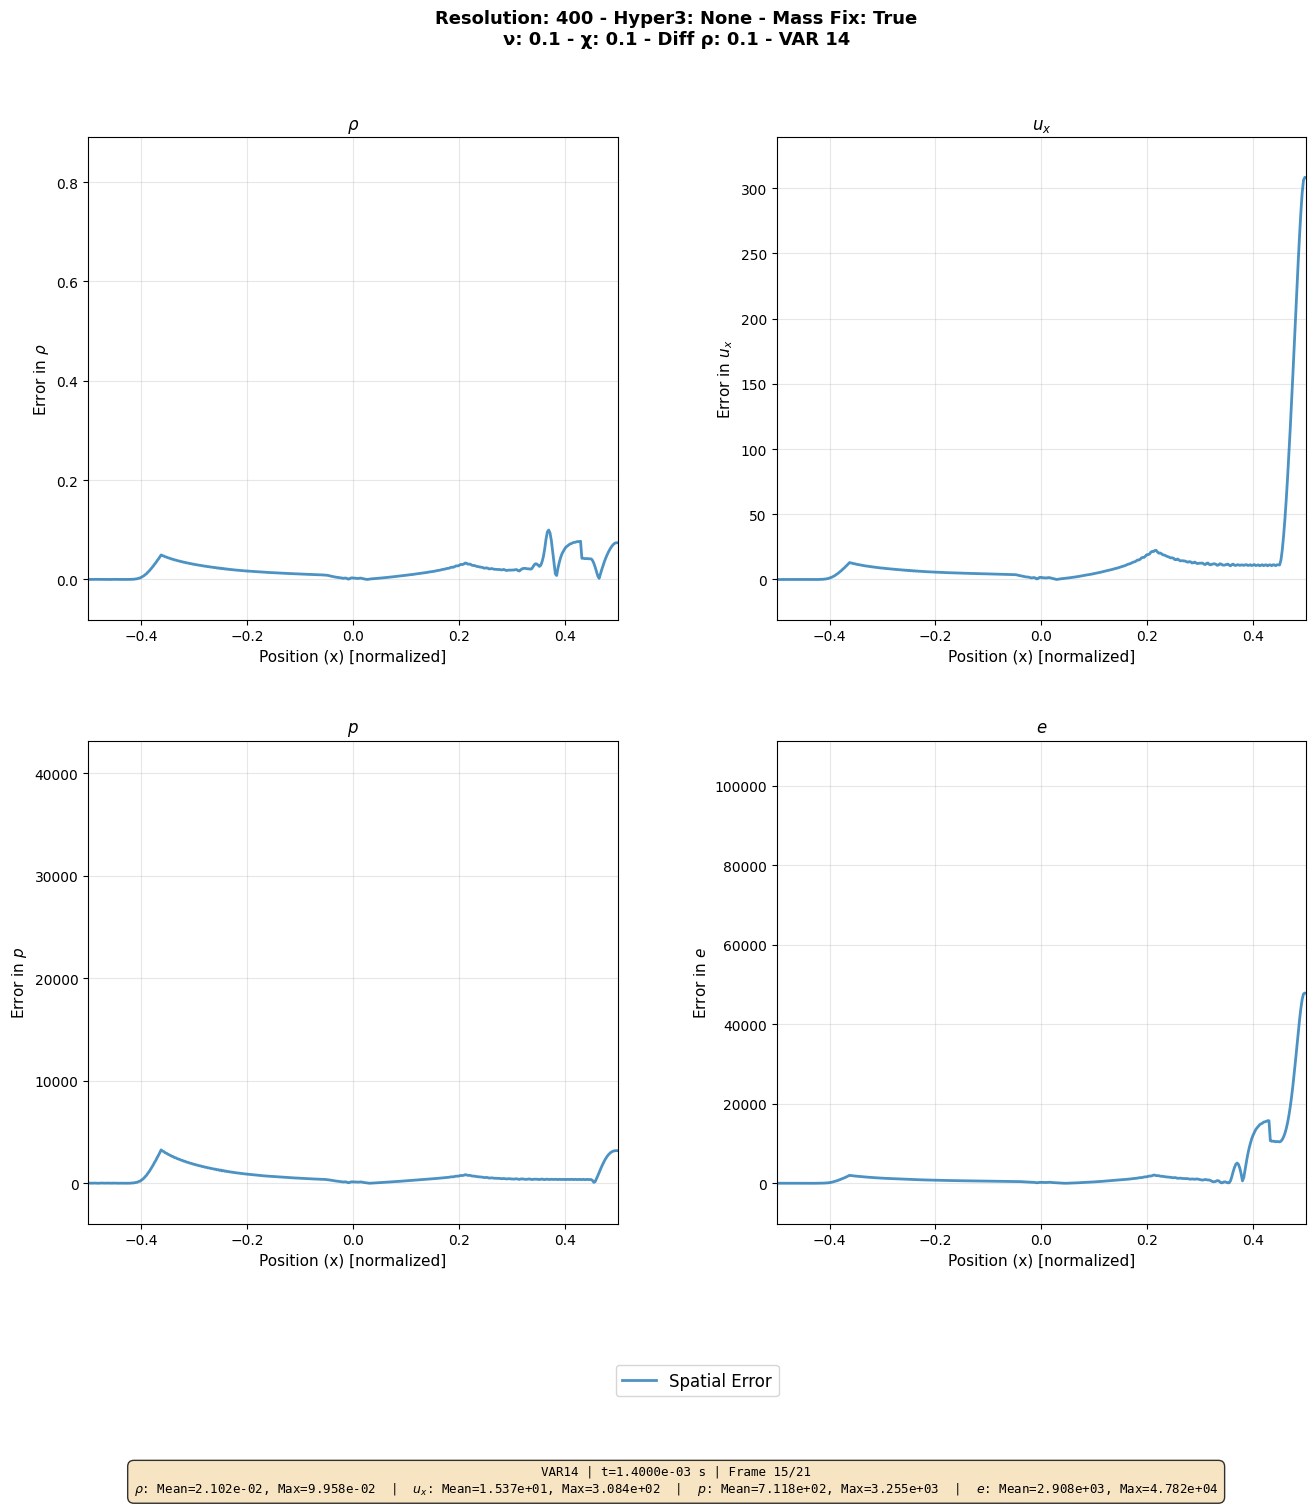 Resolution: 400 - Hyper3: None - Mass Fix: True
ν: 0.1 - χ: 0.1 - Diff ρ: 0.1 - VAR 14
ρ
Error in ρ
0.8
0.6
0.4
0.2
0.0
−0.4 −0.2 0.0 0.2 0.4
Position (x) [normalized]
uₓ
Error in uₓ
300
250
200
150
100
50
0
−0.4 −0.2 0.0 0.2 0.4
Position (x) [normalized]
p
Error in p
40000
30000
20000
10000
0
−0.4 −0.2 0.0 0.2 0.4
Position (x) [normalized]
e
Error in e
100000
80000
60000
40000
20000
0
−0.4 −0.2 0.0 0.2 0.4
Position (x) [normalized]
Spatial Error
VAR14 | t=1.4000e-03 s | Frame 15/21
ρ: Mean=2.102e-02, Max=9.958e-02 | uₓ: Mean=1.537e+01, Max=3.084e+02 | p: Mean=7.118e+02, Max=3.255e+03 | e: Mean=2.908e+03, Max=4.782e+04